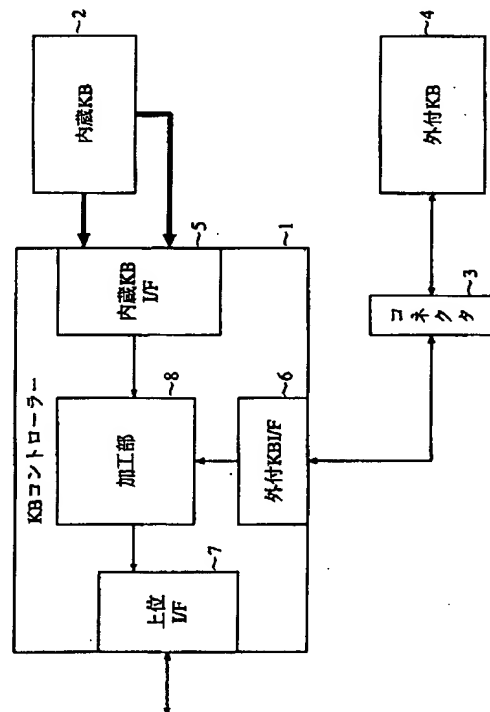 KBコントローラー
~1
上位
I/F
~7
加工部
~8
内蔵KB
I/F
~5
外付KBI/F
~6
内蔵KB
~2
コネクタ
~3
外付KB
~4